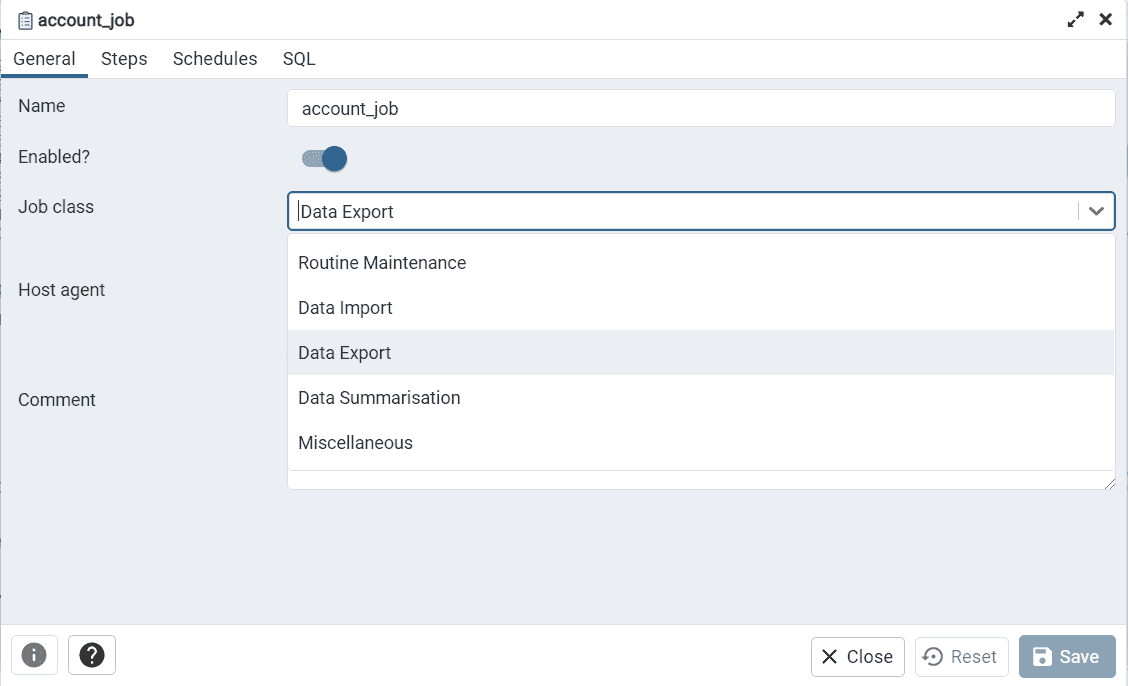 account_job
General Steps Schedules SQL
Name account_job
Enabled?
Job class Data Export
Routine Maintenance
Host agent
Data Import
Data Export
Comment
Data Summarisation
Miscellaneous
Close Reset Save